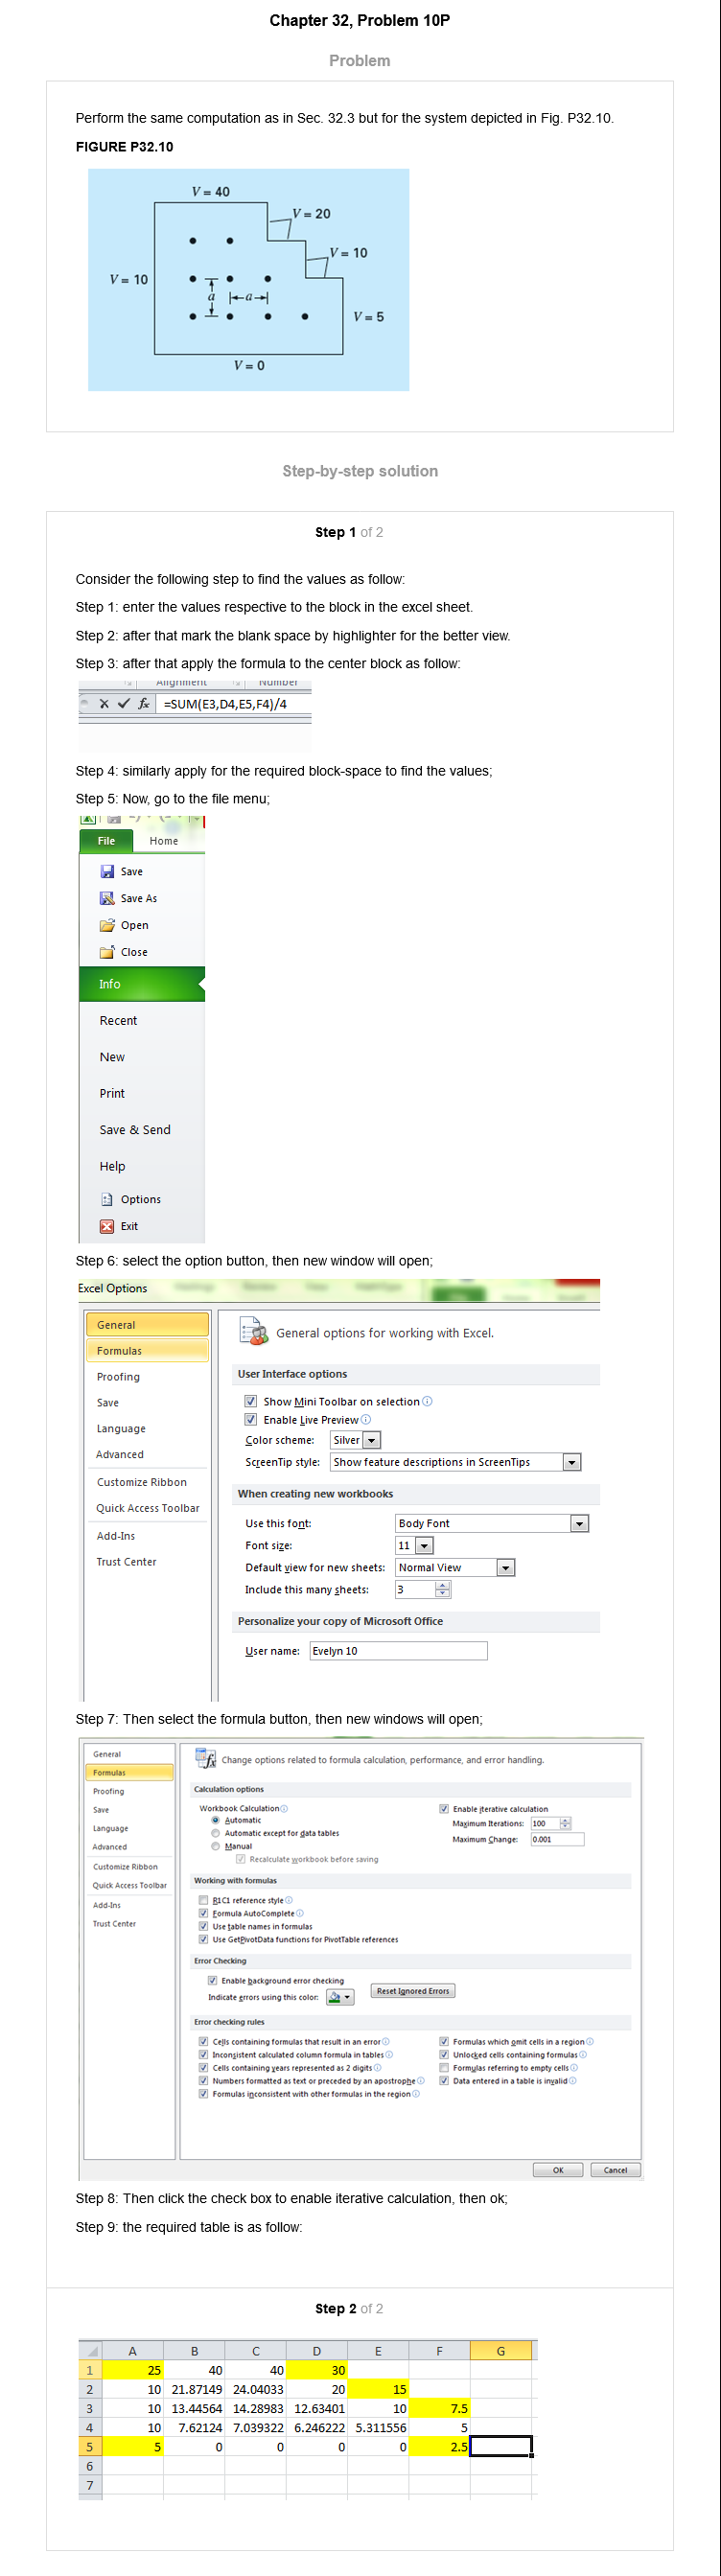 Chapter 32, Problem 10P
Problem
Perform the same computation as in Sec. 32.3 but for the system depicted in Fig. P32.10.
FIGURE P32.10
V = 40
V = 20
V = 10
V = 10
a
a
V = 5
V = 0
Step-by-step solution
Step 1 of 2
Consider the following step to find the values as follow:
Step 1: enter the values respective to the block in the excel sheet.
Step 2: after that mark the blank space by highlighter for the better view.
Step 3: after that apply the formula to the center block as follow:
Alignment Number
fx =SUM(E3,D4,E5,F4)/4
Step 4: similarly apply for the required block-space to find the values;
Step 5: Now, go to the file menu;
File Home
Save
Save As
Open
Close
Info
Recent
New
Print
Save & Send
Help
Options
Exit
Step 6: select the option button, then new window will open;
Excel Options
General
Formulas
Proofing
Save
Language
Advanced
Customize Ribbon
Quick Access Toolbar
Add-Ins
Trust Center
General options for working with Excel.
User Interface options
Show Mini Toolbar on selection
Enable Live Preview
Color scheme: Silver
ScreenTip style: Show feature descriptions in ScreenTips
When creating new workbooks
Use this font: Body Font
Font size: 11
Default view for new sheets: Normal View
Include this many sheets: 3
Personalize your copy of Microsoft Office
User name: Evelyn 10
Step 7: Then select the formula button, then new windows will open;
General
Formulas
Proofing
Save
Language
Advanced
Customize Ribbon
Quick Access Toolbar
Add-Ins
Trust Center
Change options related to formula calculation, performance, and error handling.
Calculation options
Workbook Calculation
Automatic
Automatic except for data tables
Manual
Recalculate workbook before saving
Enable iterative calculation
Maximum Iterations: 100
Maximum Change: 0.001
Working with formulas
R1C1 reference style
Formula AutoComplete
Use table names in formulas
Use GetPivotData functions for PivotTable references
Error Checking
Enable background error checking
Indicate errors using this color: Reset Ignored Errors
Error checking rules
Cells containing formulas that result in an error
Inconsistent calculated column formula in tables
Cells containing years represented as 2 digits
Numbers formatted as text or preceded by an apostrophe
Formulas inconsistent with other formulas in the region
Formulas which omit cells in a region
Unlocked cells containing formulas
Formulas referring to empty cells
Data entered in a table is invalid
OK Cancel
Step 8: Then click the check box to enable iterative calculation, then ok;
Step 9: the required table is as follow:
Step 2 of 2
A B C D E F G
1 25 40 40 30
2 10 21.87149 24.04033 20 15
3 10 13.44564 14.28983 12.63401 10 7.5
4 10 7.62124 7.039322 6.246222 5.311556 5
5 5 0 0 0 0 2.5
6
7